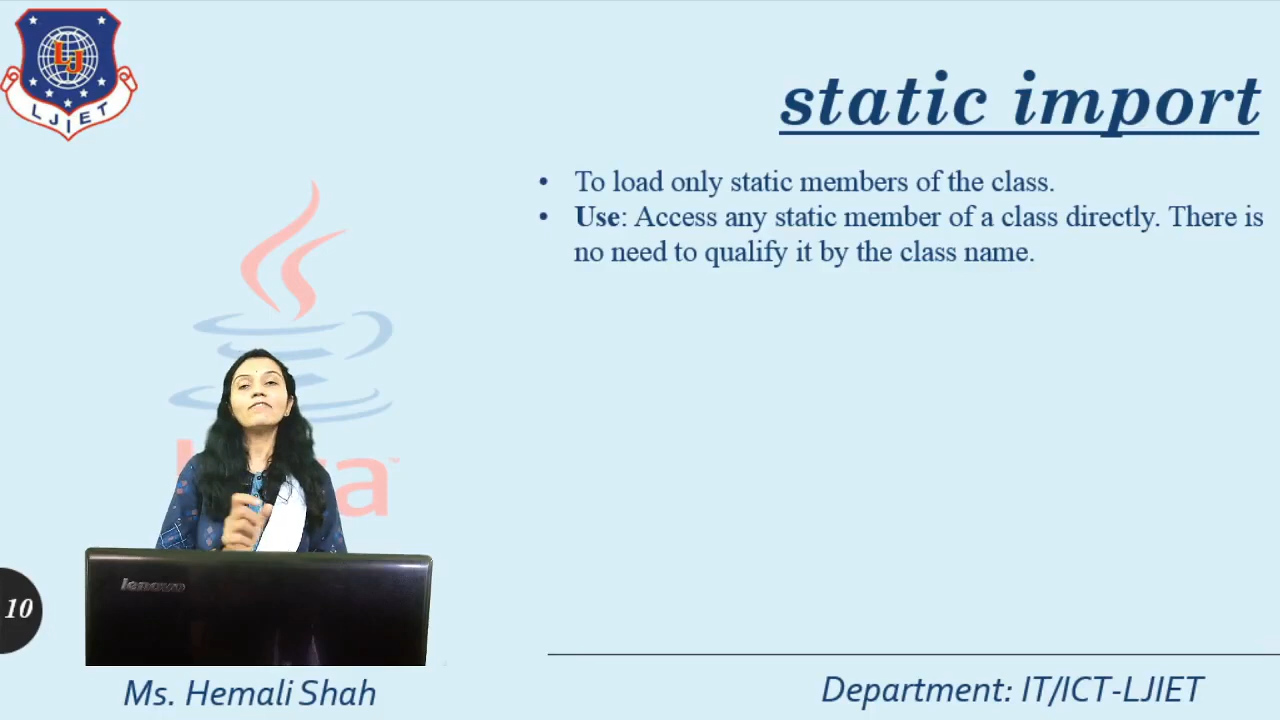 LJ
LJIET
static import
• To load only static members of the class.
• Use: Access any static member of a class directly. There is
no need to qualify it by the class name.
lenovo
10
Ms. Hemali Shah
Department: IT/ICT-LJIET